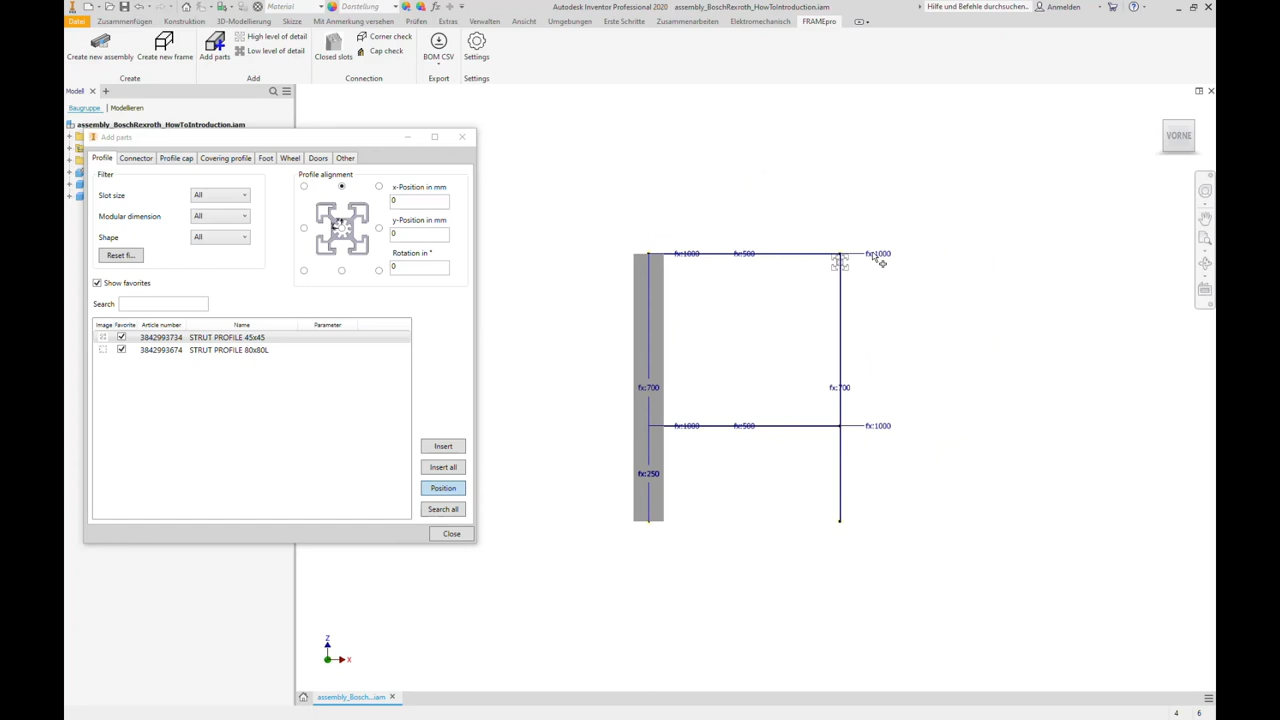 Material
Darstellung
Autodesk Inventor Professional 2022 assembly_BoschRexroth_HowToIntroduction.iam
Hilfe und Befehle durchsuchen...
Anmelden
Datei Zusammenfügen Konstruktion 3D-Modellierung Skizze Mit Anmerkung versehen Prüfen Extras Verwalten Ansicht Umgebungen Erste Schritte Zusammenarbeiten Elektromechanisch FRAMEpro
High level of detail Corner check
Low level of detail Cap check
Create new assembly Create new frame Add parts Closed slots BOM CSV Settings
Create Add Connection Export Settings
Modell
Baugruppe Modellieren
assembly_BoschRexroth_HowToIntroduction.iam
Add parts
Profile Connector Profile cap Covering profile Foot Wheel Doors Other
Filter Profile alignment
x-Position in mm
Slot size All
0
Modular dimension All
y-Position in mm
0
Shape All
Rotation in °
Reset fi...
0
Show favorites
Search
Image Favorite Article number Name Parameter
3842993734 STRUT PROFILE 45x45
3842993674 STRUT PROFILE 80x80L
Insert
Insert all
Position
Search all
Close
VORNE
fx:1000 fx:500 fx:1000
fx:700 fx:700
fx:1000 fx:500 fx:1000
fx:250
Z
X
assembly_Bosch...iam
4 6